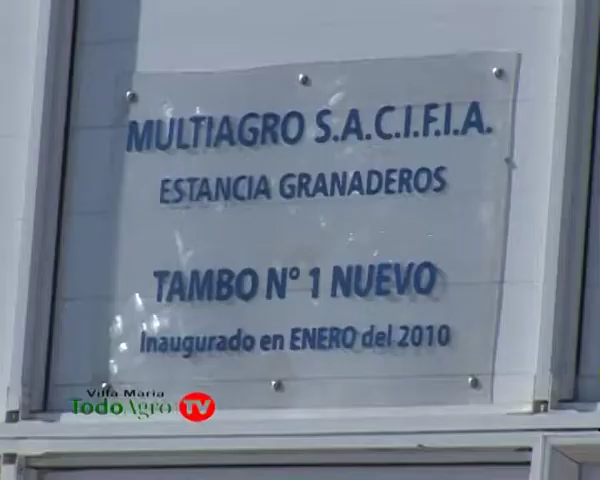 MULTIAGRO S.A.C.I.F.I.A.
ESTANCIA GRANADEROS
TAMBO N° 1 NUEVO
Inaugurado en ENERO del 2010
Villa Maria
TodoAgro TV